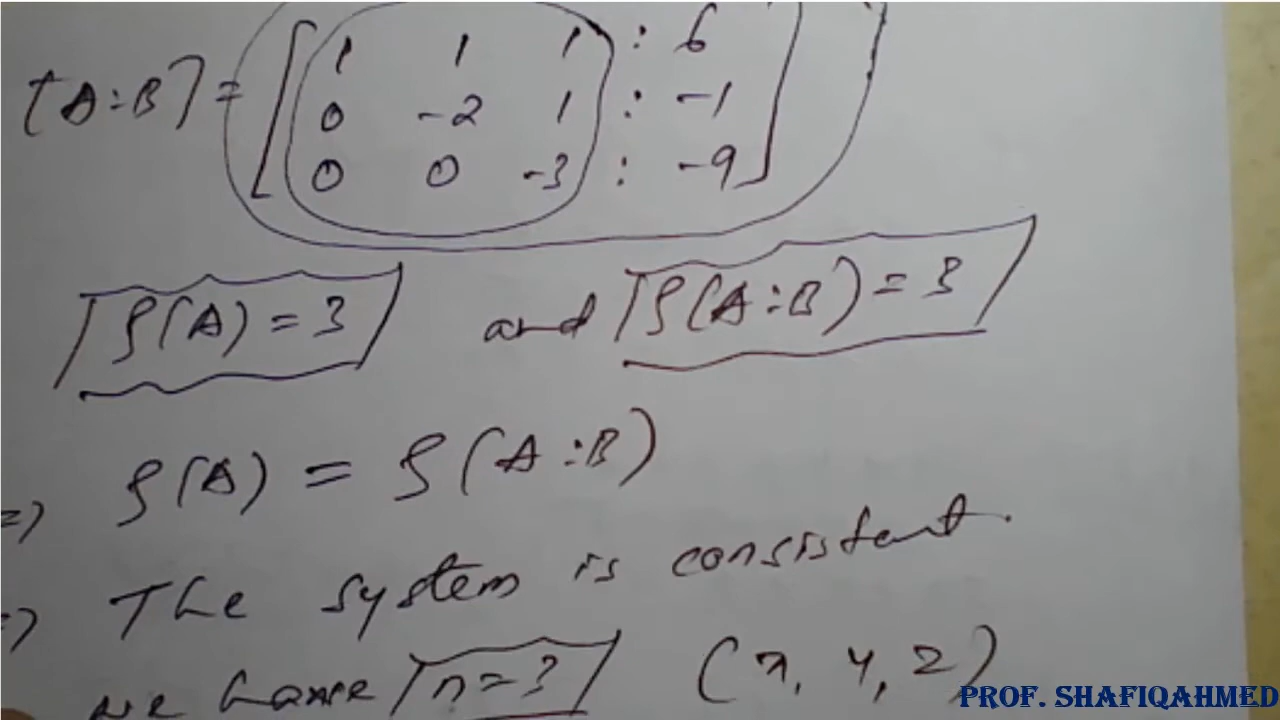 [A:B] = [ 1 1 1 : 6
0 -2 1 : -1
0 0 -3 : -9 ]
ρ(A) = 3 and ρ(A:B) = 3
=> ρ(A) = ρ(A:B)
=> The system is consistent.
we have n=3 (x, y, z)
PROF. SHAFIQAHMED